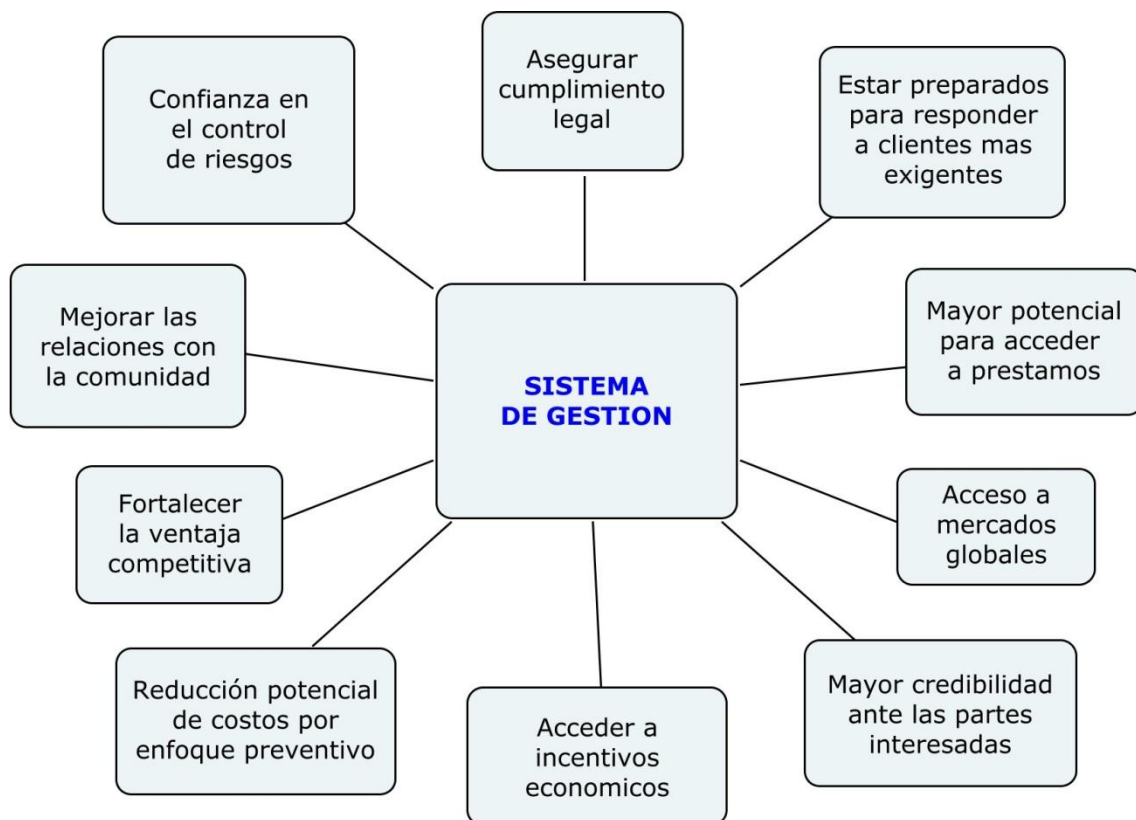 Confianza en
el control
de riesgos
Asegurar
cumplimiento
legal
Estar preparados
para responder
a clientes mas
exigentes
Mejorar las
relaciones con
la comunidad
SISTEMA
DE GESTION
Mayor potencial
para acceder
a prestamos
Fortalecer
la ventaja
competitiva
Acceso a
mercados
globales
Reducción potencial
de costos por
enfoque preventivo
Acceder a
incentivos
economicos
Mayor credibilidad
ante las partes
interesadas